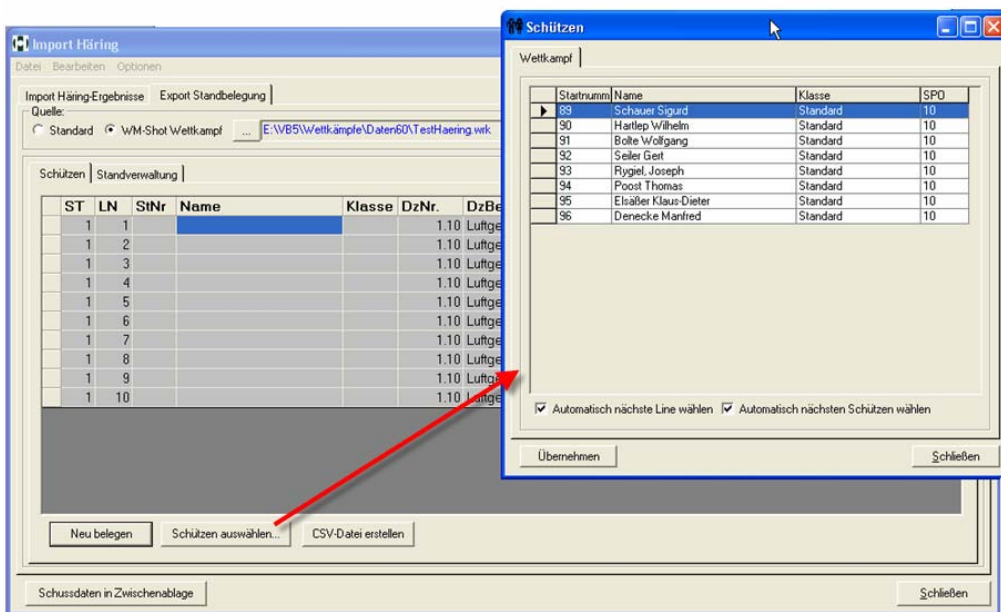 Import Häring
Datei Bearbeiten Optionen
Import Häring-Ergebnisse Export Standbelegung
Quelle:
Standard WM-Shot Wettkampf ... E:\VB5\Wettkämpfe\Daten60\TestHaering.wrk
Schützen Standverwaltung
ST LN StNr Name Klasse DzNr. DzBe
1 1 1.10 Luftge
1 2 1.10 Luftge
1 3 1.10 Luftge
1 4 1.10 Luftge
1 5 1.10 Luftge
1 6 1.10 Luftge
1 7 1.10 Luftge
1 8 1.10 Luftge
1 9 1.10 Luftge
1 10 1.10 Luftge
Neu belegen Schützen auswählen... CSV-Datei erstellen
Schussdaten in Zwischenablage Schließen
Schützen
Wettkampf
Startnumm Name Klasse SPO
89 Schauer Sigurd Standard 10
90 Hartlep Wilhelm Standard 10
91 Bolte Wolfgang Standard 10
92 Seiler Gert Standard 10
93 Rygiel, Joseph Standard 10
94 Poost Thomas Standard 10
95 Elsäßer Klaus-Dieter Standard 10
96 Denecke Manfred Standard 10
Automatisch nächste Line wählen Automatisch nächsten Schützen wählen
Übernehmen Schließen